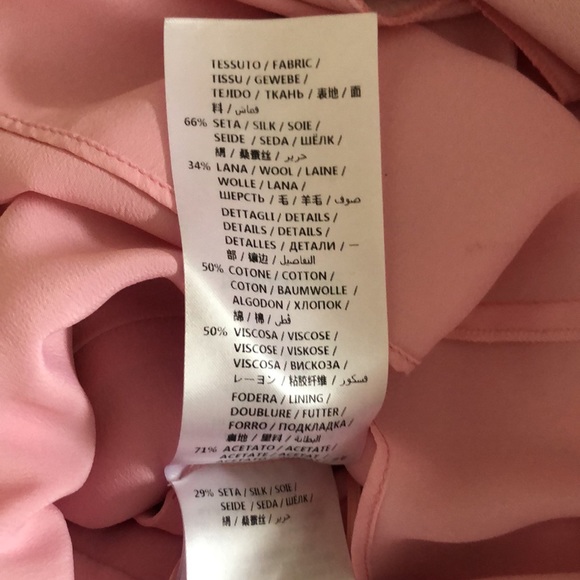 TESSUTO / FABRIC /
TISSU / GEWEBE /
TEJIDO / ТКАНЬ / 表地 / 面
料 / قماش /
66% SETA / SILK / SOIE /
SEIDE / SEDA / ШЁЛК /
絹 / 桑蚕丝 / حرير /
34% LANA / WOOL / LAINE /
WOLLE / LANA /
ШЕРСТЬ / 毛 / 羊毛 / صوف /
DETTAGLI / DETAILS /
DÉTAILS / DETAILS /
DETALLES / ДЕТАЛИ / 一
部 / 镶边 / التفاصيل /
50% COTONE / COTTON /
COTON / BAUMWOLLE /
ALGODON / ХЛОПОК /
綿 / 棉 / قطن /
50% VISCOSA / VISCOSE /
VISCOSE / VISKOSE /
VISCOSA / ВИСКОЗА /
レーヨン / 粘胶纤维 / فسكوز /
FODERA / LINING /
DOUBLURE / FUTTER /
FORRO / ПОДКЛАДКА /
裏地 / 里料 / البطانة /
71% ACETATO / ACETATE /
ACETATE / ACETAT /
29% SETA / SILK / SOIE /
SEIDE / SEDA / ШЁЛК /
絹 / 桑蚕丝 / حرير /